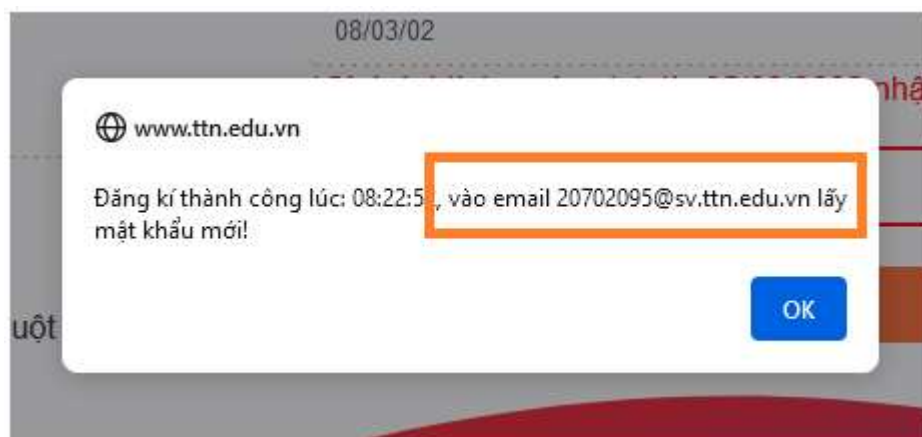 08/03/02
www.ttn.edu.vn
Đăng kí thành công lúc: 08:22:5 , vào email 20702095@sv.ttn.edu.vn lấy
mật khẩu mới!
OK
uột